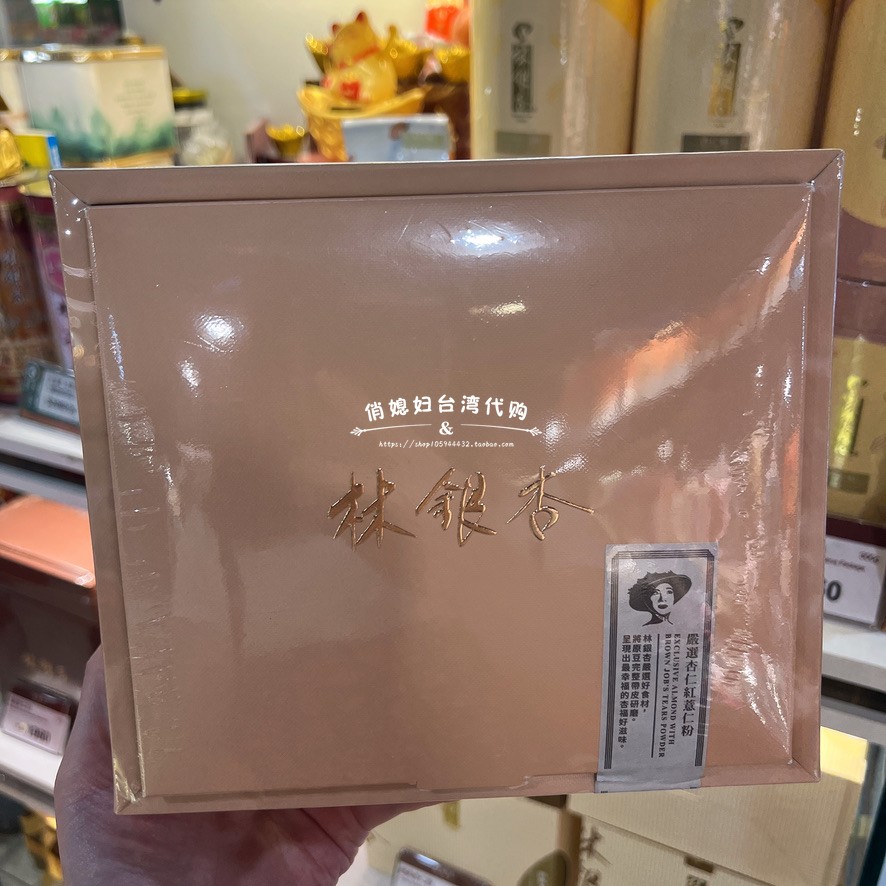 俏媳妇台湾代购
&
https://shop105944432.taobao.com
林銀杏
嚴選杏仁紅薏仁粉
EXCLUSIVE ALMOND WITH
BROWN JOB'S TEARS POWDER
林銀杏嚴選好食材，
將原豆完整帶皮研磨。
呈現出最幸福的杏福好滋味。